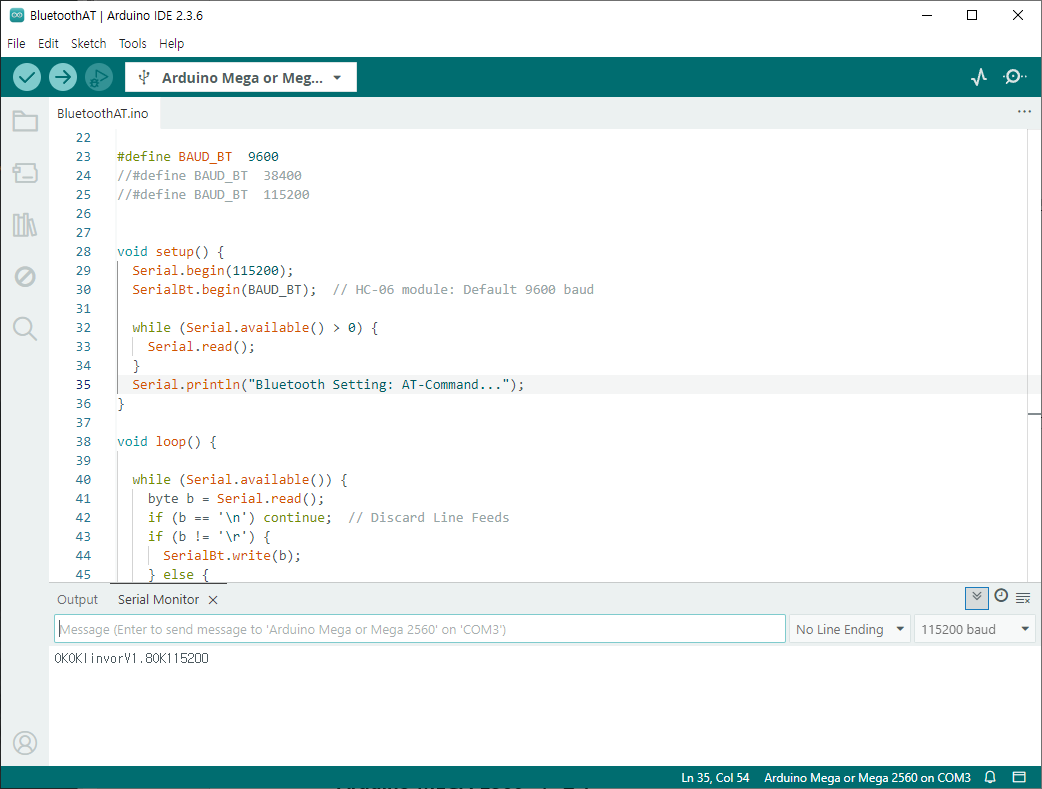 BluetoothAT | Arduino IDE 2.3.6
File Edit Sketch Tools Help
Arduino Mega or Meg...
BluetoothAT.ino
22
23 #define BAUD_BT  9600
24 //#define BAUD_BT  38400
25 //#define BAUD_BT  115200
26
27
28 void setup() {
29   Serial.begin(115200);
30   SerialBt.begin(BAUD_BT);  // HC-06 module: Default 9600 baud
31
32   while (Serial.available() > 0) {
33     Serial.read();
34   }
35   Serial.println("Bluetooth Setting: AT-Command...");
36 }
37
38 void loop() {
39
40   while (Serial.available()) {
41     byte b = Serial.read();
42     if (b == '\n') continue;  // Discard Line Feeds
43     if (b != '\r') {
44       SerialBt.write(b);
45     } else {
Output Serial Monitor
Message (Enter to send message to 'Arduino Mega or Mega 2560' on 'COM3') No Line Ending 115200 baud
OKOKlinvorV1.8OK115200
Ln 35, Col 54 Arduino Mega or Mega 2560 on COM3